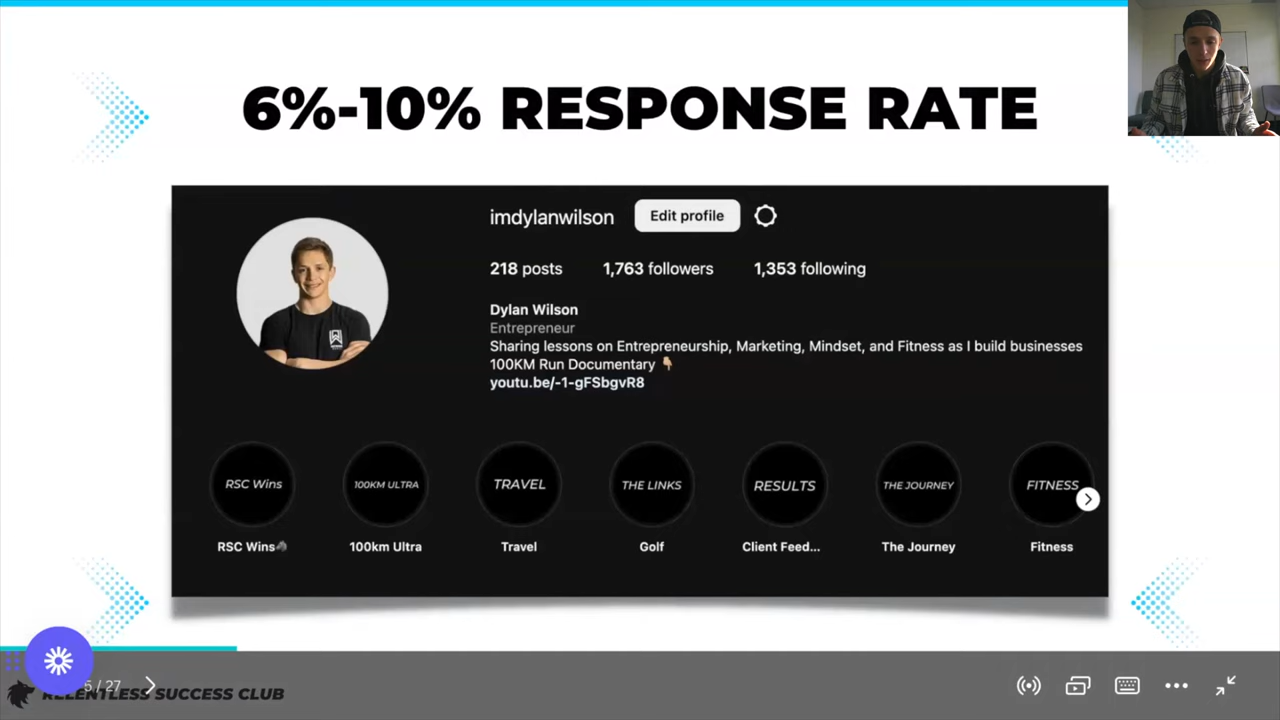 6%-10% RESPONSE RATE
imdylanwilson Edit profile
218 posts 1,763 followers 1,353 following
Dylan Wilson
Entrepreneur
Sharing lessons on Entrepreneurship, Marketing, Mindset, and Fitness as I build businesses
100KM Run Documentary 👇🏼
youtu.be/-1-gFSbgvR8
RSC Wins 100KM ULTRA TRAVEL THE LINKS RESULTS THE JOURNEY FITNESS
RSC Wins 100km Ultra Travel Golf Client Feed... The Journey Fitness
5 / 27
RELENTLESS SUCCESS CLUB